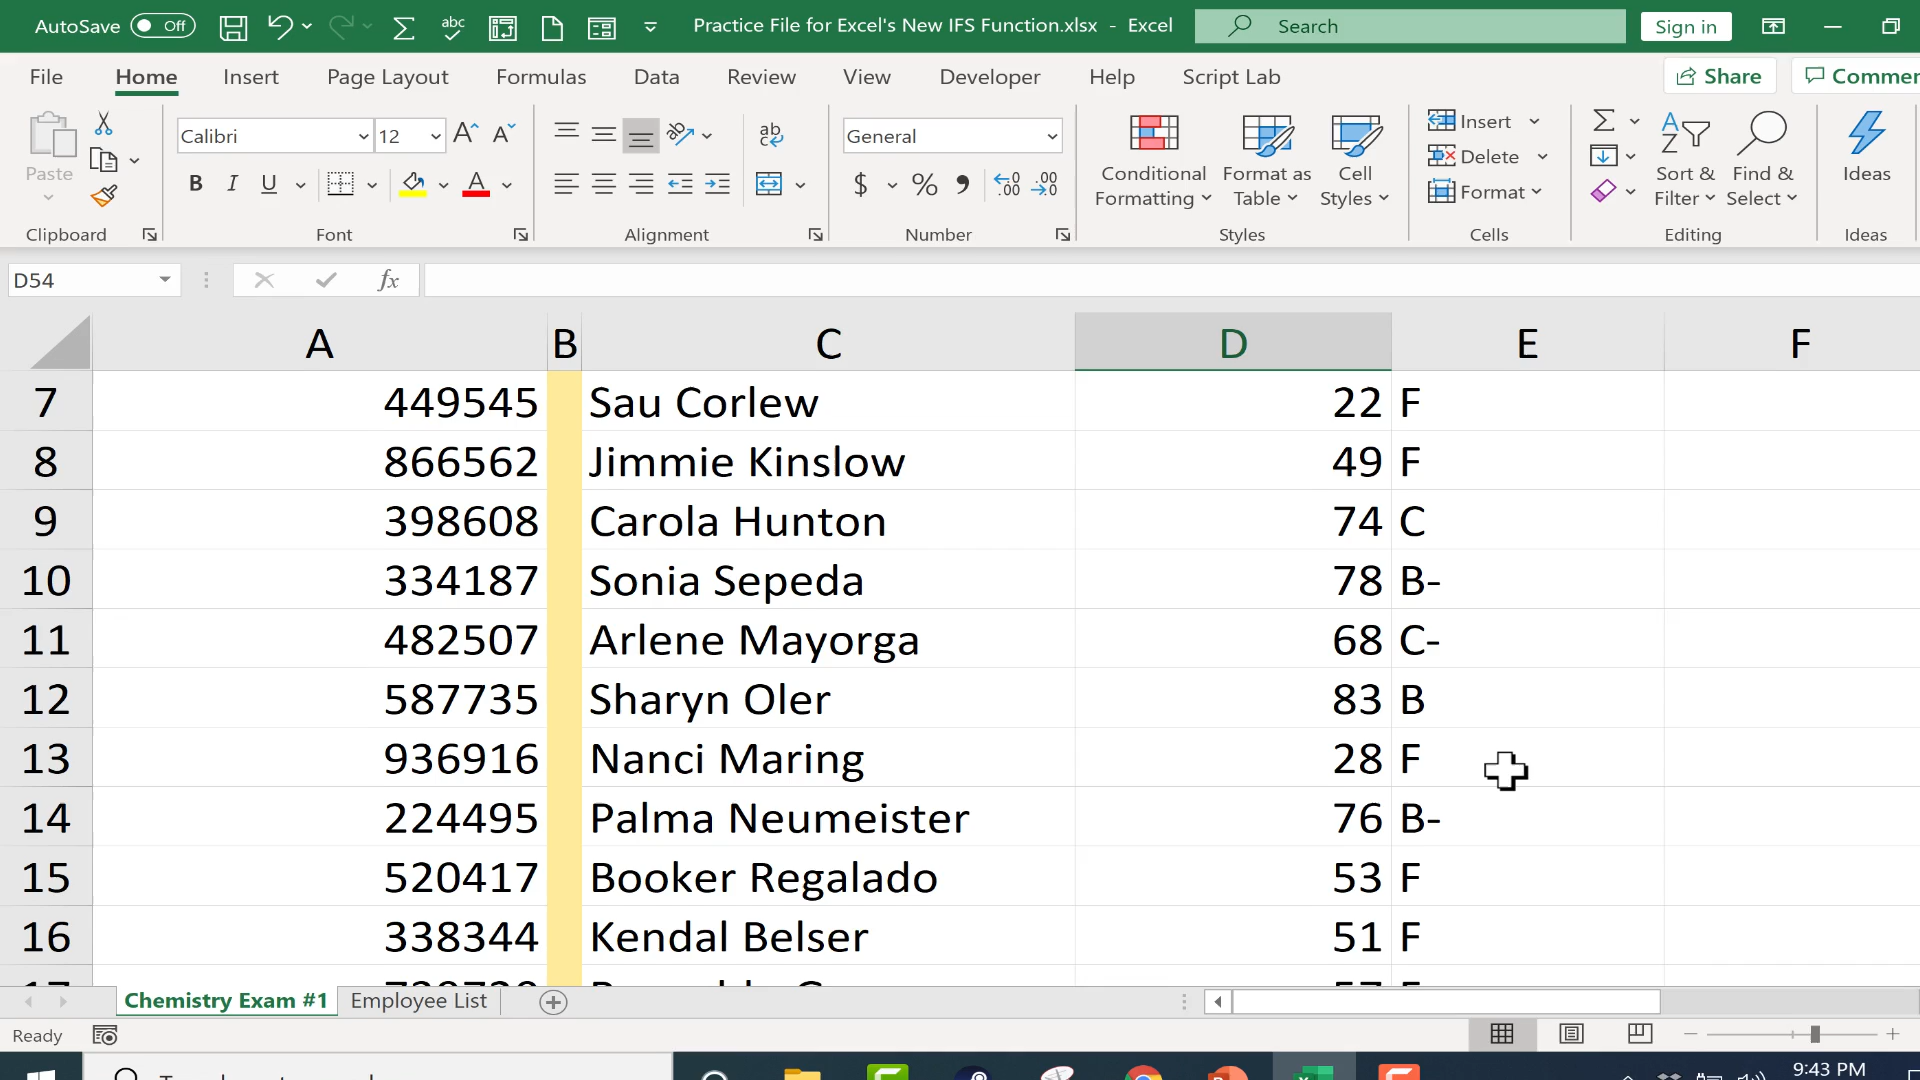 AutoSave Off Practice File for Excel's New IFS Function.xlsx - Excel Search Sign in
File Home Insert Page Layout Formulas Data Review View Developer Help Script Lab Share
Paste
Clipboard
Calibri 12
Font
Alignment
General
Number
Conditional Formatting
Format as Table
Cell Styles
Styles
Insert
Delete
Format
Cells
Sort & Filter
Find & Select
Editing
Ideas
Ideas
D54 fx
A B C D E F
7 449545 Sau Corlew 22 F
8 866562 Jimmie Kinslow 49 F
9 398608 Carola Hunton 74 C
10 334187 Sonia Sepeda 78 B-
11 482507 Arlene Mayorga 68 C-
12 587735 Sharyn Oler 83 B
13 936916 Nanci Maring 28 F
14 224495 Palma Neumeister 76 B-
15 520417 Booker Regalado 53 F
16 338344 Kendal Belser 51 F
Chemistry Exam #1 Employee List
Ready
9:43 PM